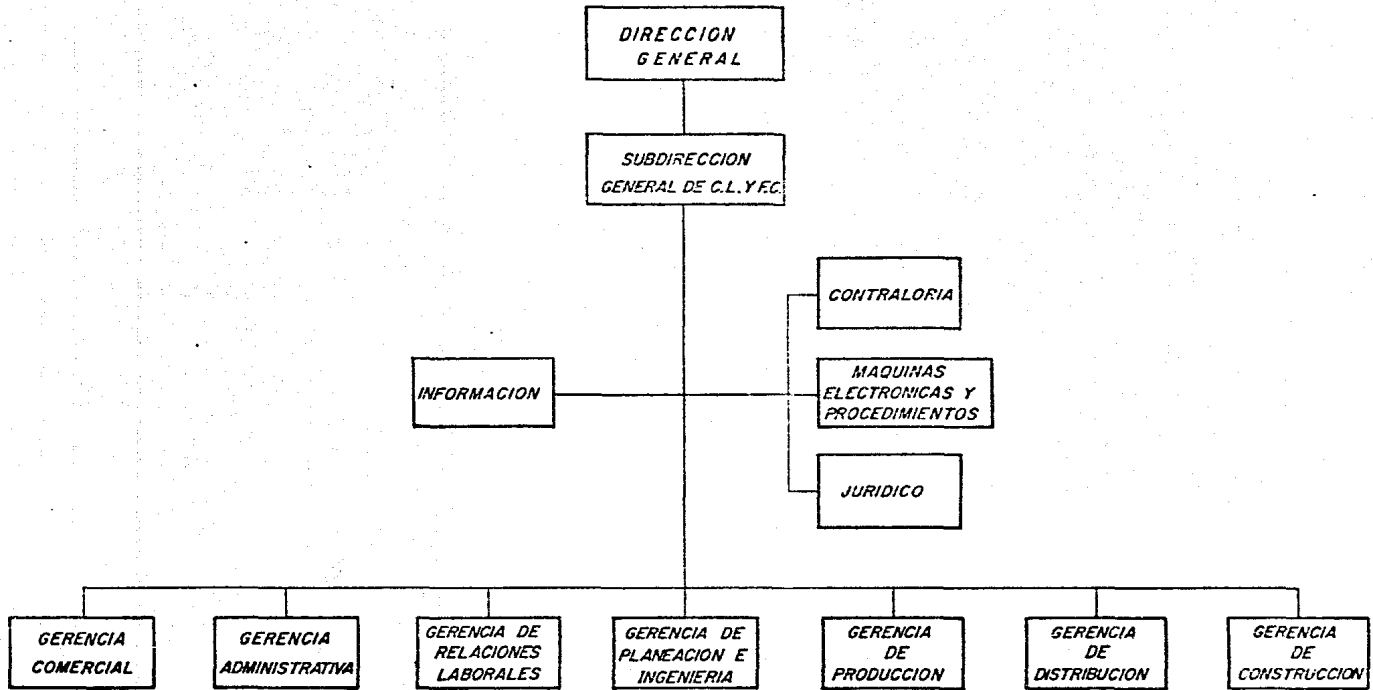 DIRECCION
GENERAL
SUBDIRECCION
GENERAL DE C.L. Y F.C.
CONTRALORIA
INFORMACION
MAQUINAS
ELECTRONICAS Y
PROCEDIMIENTOS
JURIDICO
GERENCIA
COMERCIAL
GERENCIA
ADMINISTRATIVA
GERENCIA DE
RELACIONES
LABORALES
GERENCIA DE
PLANEACION E
INGENIERIA
GERENCIA
DE
PRODUCCION
GERENCIA
DE
DISTRIBUCION
GERENCIA
DE
CONSTRUCCION